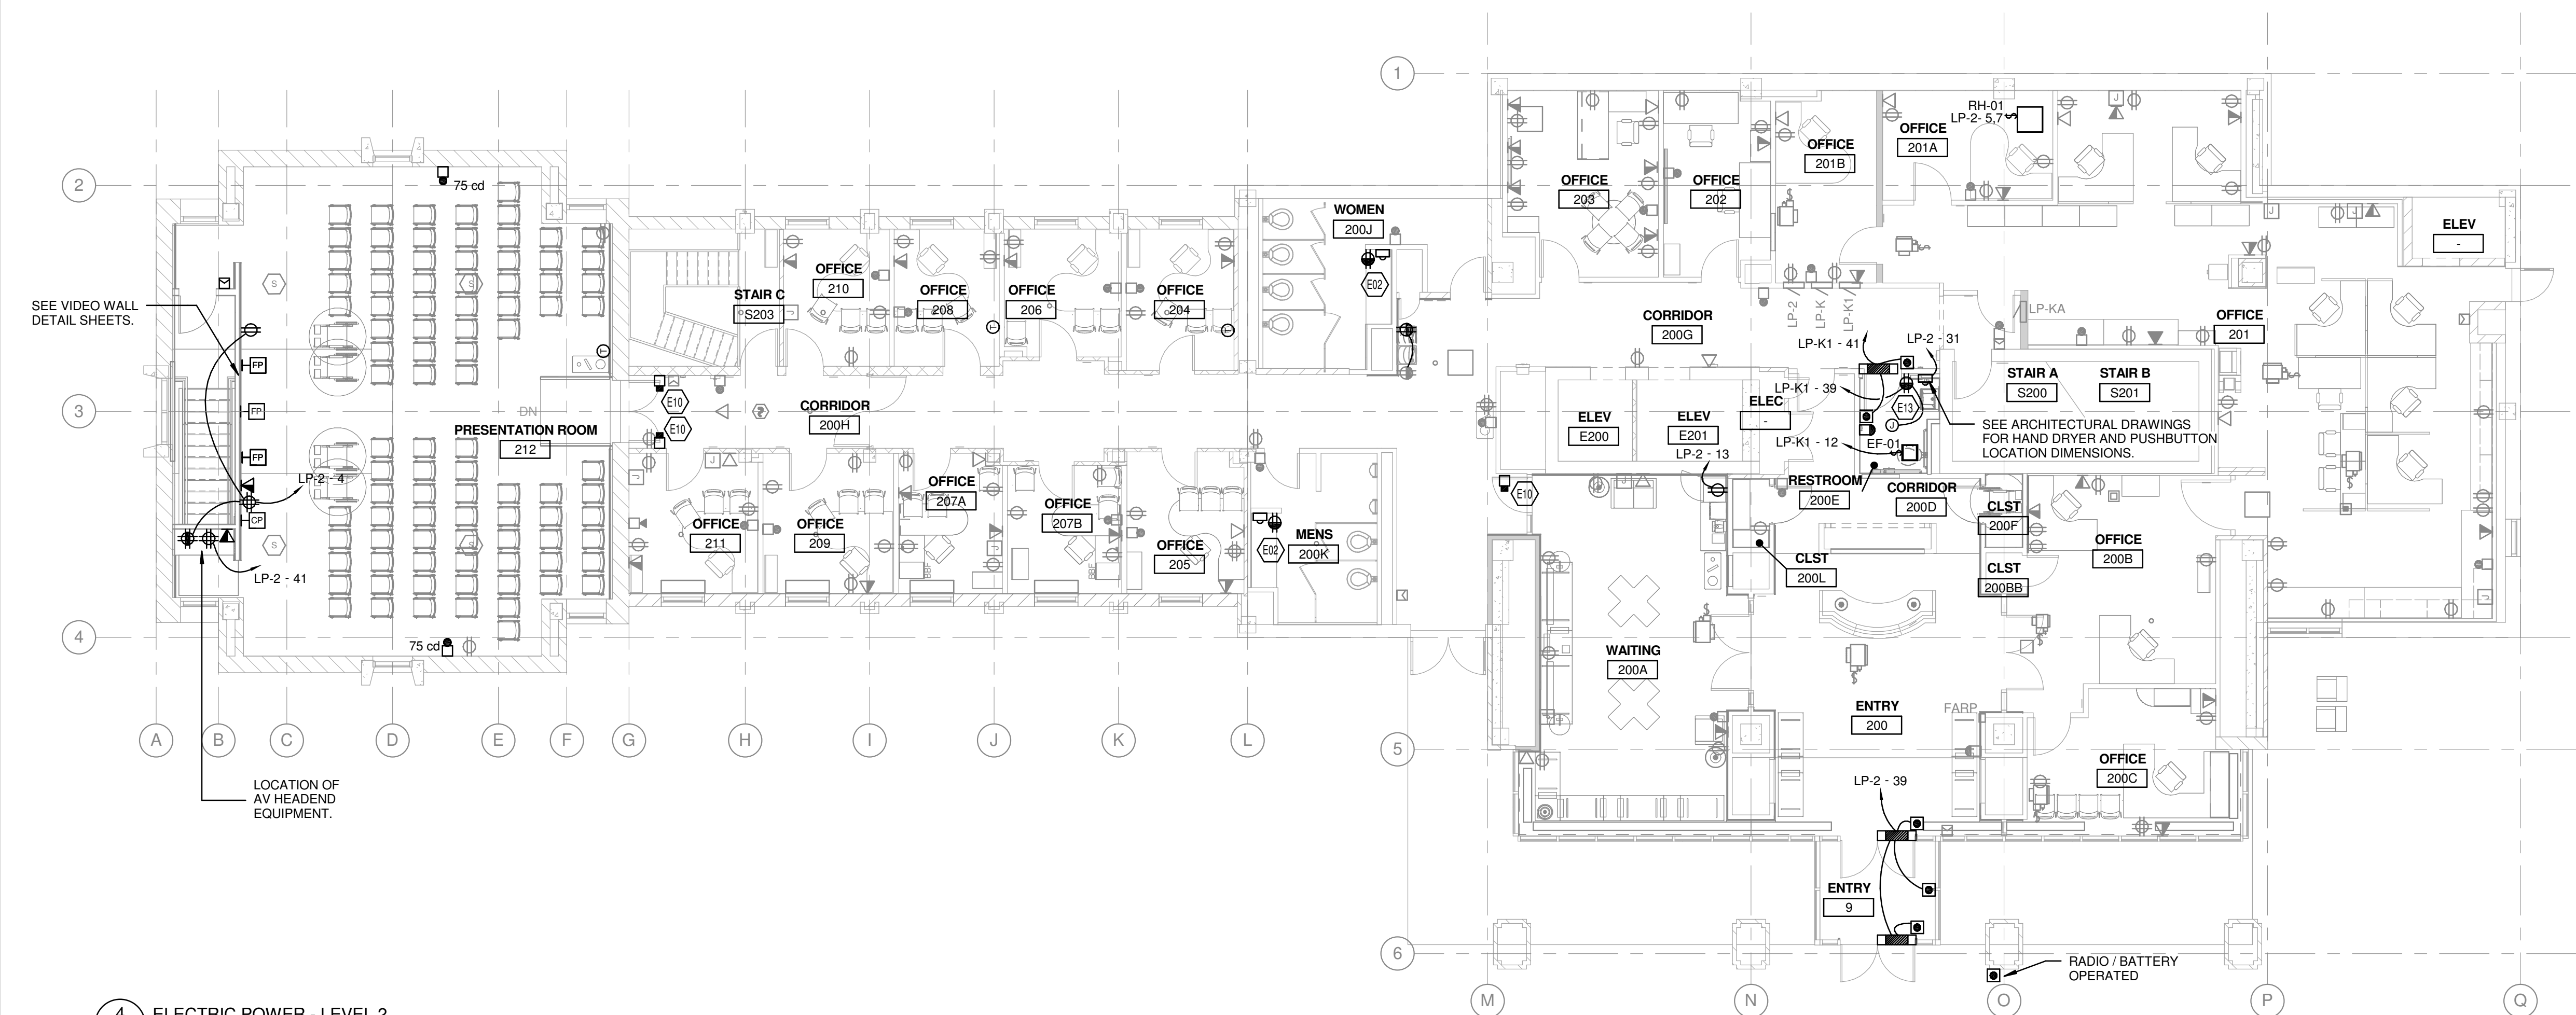 1
RH-01
LP-2- 5,7
OFFICE
201A
OFFICE
201B
OFFICE
203
OFFICE
202
J
2
75 cd
WOMEN
200J
E02
J
J
ELEV
-
S
S
OFFICE
210
STAIR C
S203
J
OFFICE
208
OFFICE
206
OFFICE
204
T
T
T
SEE VIDEO WALL
DETAIL SHEETS.
LP-2
LP-K
LP-K1
LP-KA
CORRIDOR
200G
OFFICE
201
LP-K1 - 41
LP-2 - 31
FP
FP
FP
CP
LP-K1 - 39
STAIR A
S200
STAIR B
S201
E10
E10
3
DN
CORRIDOR
200H
ELEC
-
ELEV
E200
ELEV
E201
E13
J
PRESENTATION ROOM
212
SEE ARCHITECTURAL DRAWINGS
FOR HAND DRYER AND PUSHBUTTON
LOCATION DIMENSIONS.
LP-K1 - 12
EF-01
LP-2 - 13
J
J
LP-2 - 4
OFFICE
207A
RESTROOM
200E
CORRIDOR
200D
E10
J
OFFICE
207B
CLST
200F
OFFICE
211
OFFICE
209
MENS
200K
E02
OFFICE
205
J
OFFICE
200B
S
S
BBF
BBF
CLST
200L
CLST
200BB
J
LP-2 - 41
4
75 cd
WAITING
200A
ENTRY
200
FARP
A
B
C
D
E
F
G
H
I
J
K
L
5
OFFICE
200C
LP-2 - 39
LOCATION OF
AV HEADEND
EQUIPMENT.
ENTRY
9
6
RADIO / BATTERY
OPERATED
M
N
O
P
Q
4
ELECTRIC POWER - LEVEL 2